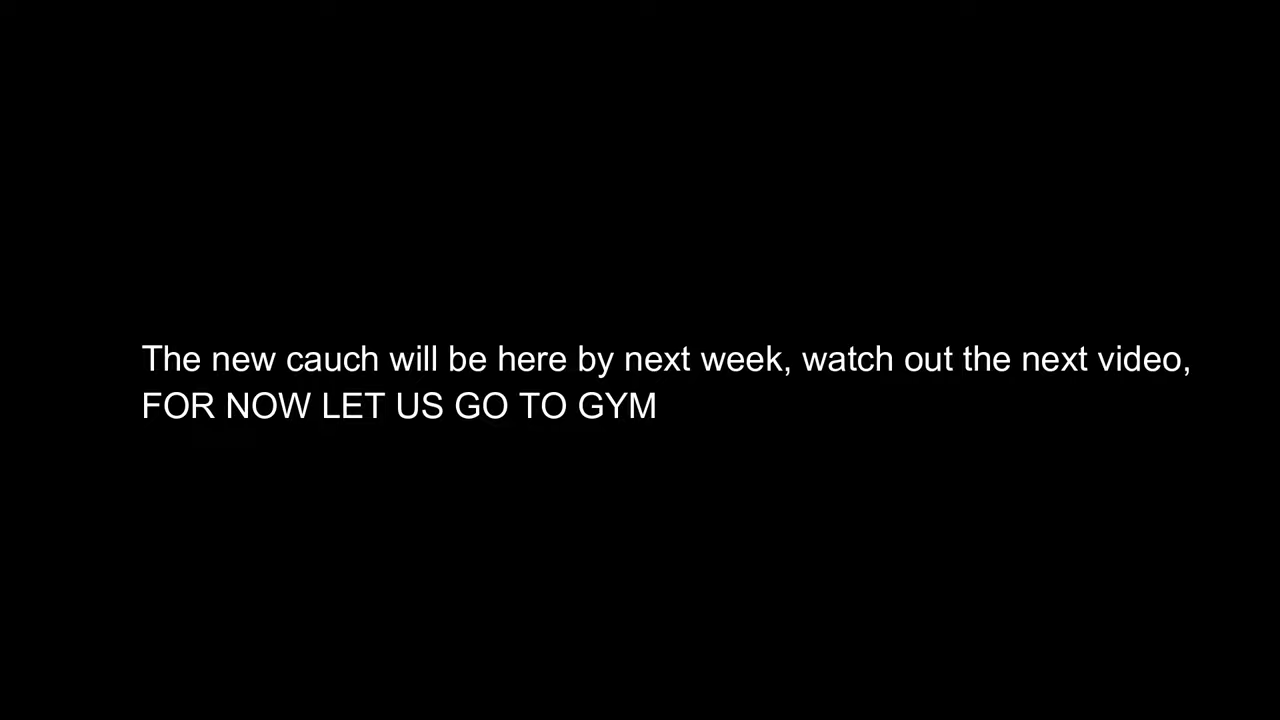 The new cauch will be here by next week, watch out the next video,
FOR NOW LET US GO TO GYM